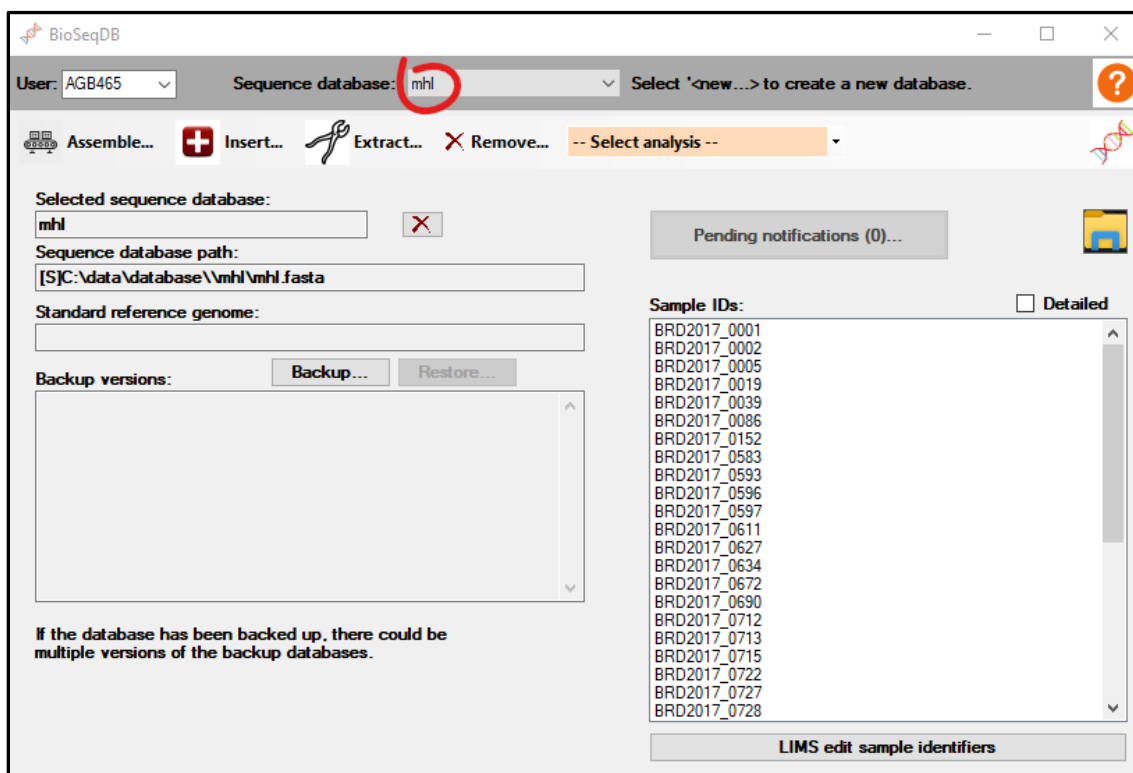 BioSeqDB
User: AGB465 Sequence database: mhl Select '<new...> to create a new database. ?
Assemble... Insert... Extract... Remove... -- Select analysis --
Selected sequence database:
mhl
Pending notifications (0)...
Sequence database path:
[S]C:\data\database\\mhl\mhl.fasta
Standard reference genome:
Backup versions: Backup... Restore...
If the database has been backed up, there could be
multiple versions of the backup databases.
Sample IDs: Detailed
BRD2017_0001
BRD2017_0002
BRD2017_0005
BRD2017_0019
BRD2017_0039
BRD2017_0086
BRD2017_0152
BRD2017_0583
BRD2017_0593
BRD2017_0596
BRD2017_0597
BRD2017_0611
BRD2017_0627
BRD2017_0634
BRD2017_0672
BRD2017_0690
BRD2017_0712
BRD2017_0713
BRD2017_0715
BRD2017_0722
BRD2017_0727
BRD2017_0728
LIMS edit sample identifiers